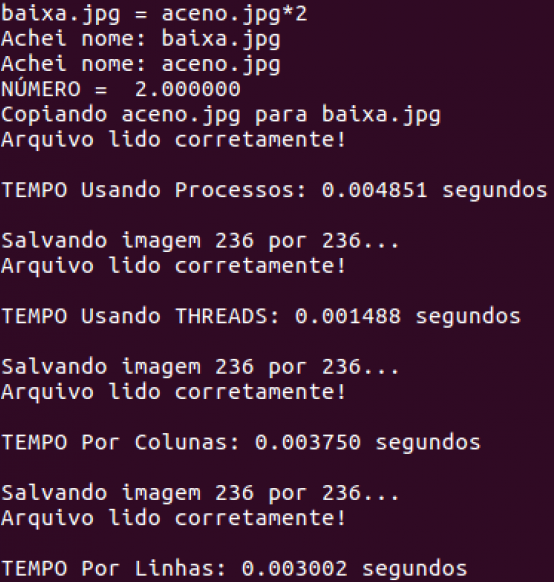 baixa.jpg = aceno.jpg*2
Achei nome: baixa.jpg
Achei nome: aceno.jpg
NÚMERO =  2.000000
Copiando aceno.jpg para baixa.jpg
Arquivo lido corretamente!
TEMPO Usando Processos: 0.004851 segundos
Salvando imagem 236 por 236...
Arquivo lido corretamente!
TEMPO Usando THREADS: 0.001488 segundos
Salvando imagem 236 por 236...
Arquivo lido corretamente!
TEMPO Por Colunas: 0.003750 segundos
Salvando imagem 236 por 236...
Arquivo lido corretamente!
TEMPO Por Linhas: 0.003002 segundos